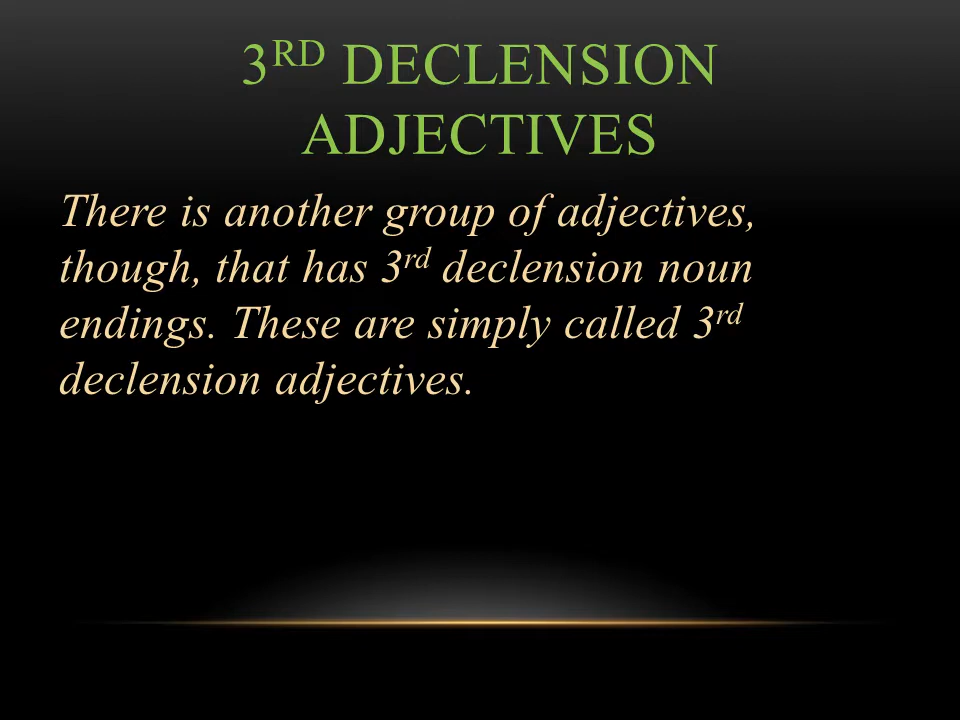 3RD DECLENSION
ADJECTIVES
There is another group of adjectives,
though, that has 3rd declension noun
endings. These are simply called 3rd
declension adjectives.